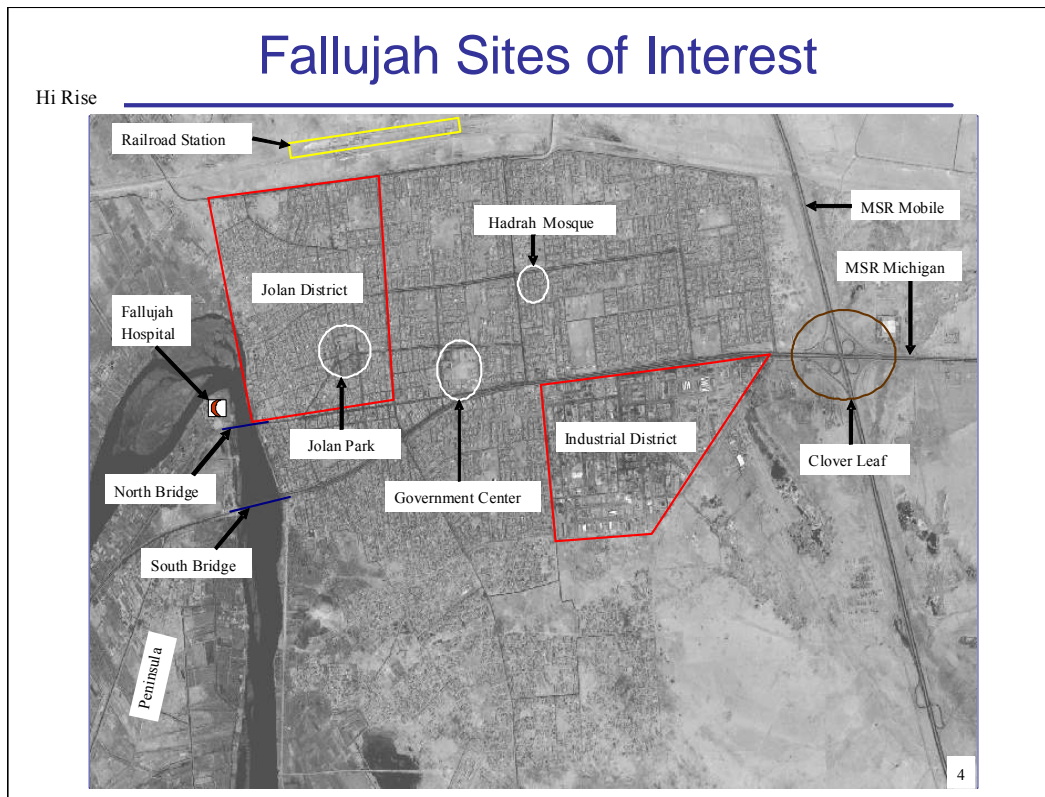 Fallujah Sites of Interest
Hi Rise
Railroad Station
MSR Mobile
Hadrah Mosque
MSR Michigan
Jolan District
Fallujah
Hospital
Jolan Park
Industrial District
Clover Leaf
North Bridge
Government Center
South Bridge
Peninsula
4